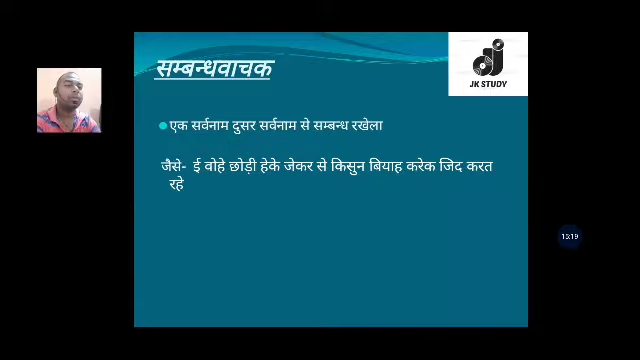 सम्बन्धवाचक
JK STUDY
एक सर्वनाम दुसर सर्वनाम से सम्बन्ध रखेला
जैसे- ई वोहे छोड़ी हेके जेकर से किसुन बियाह करेक जिद करत
रहे
15:19